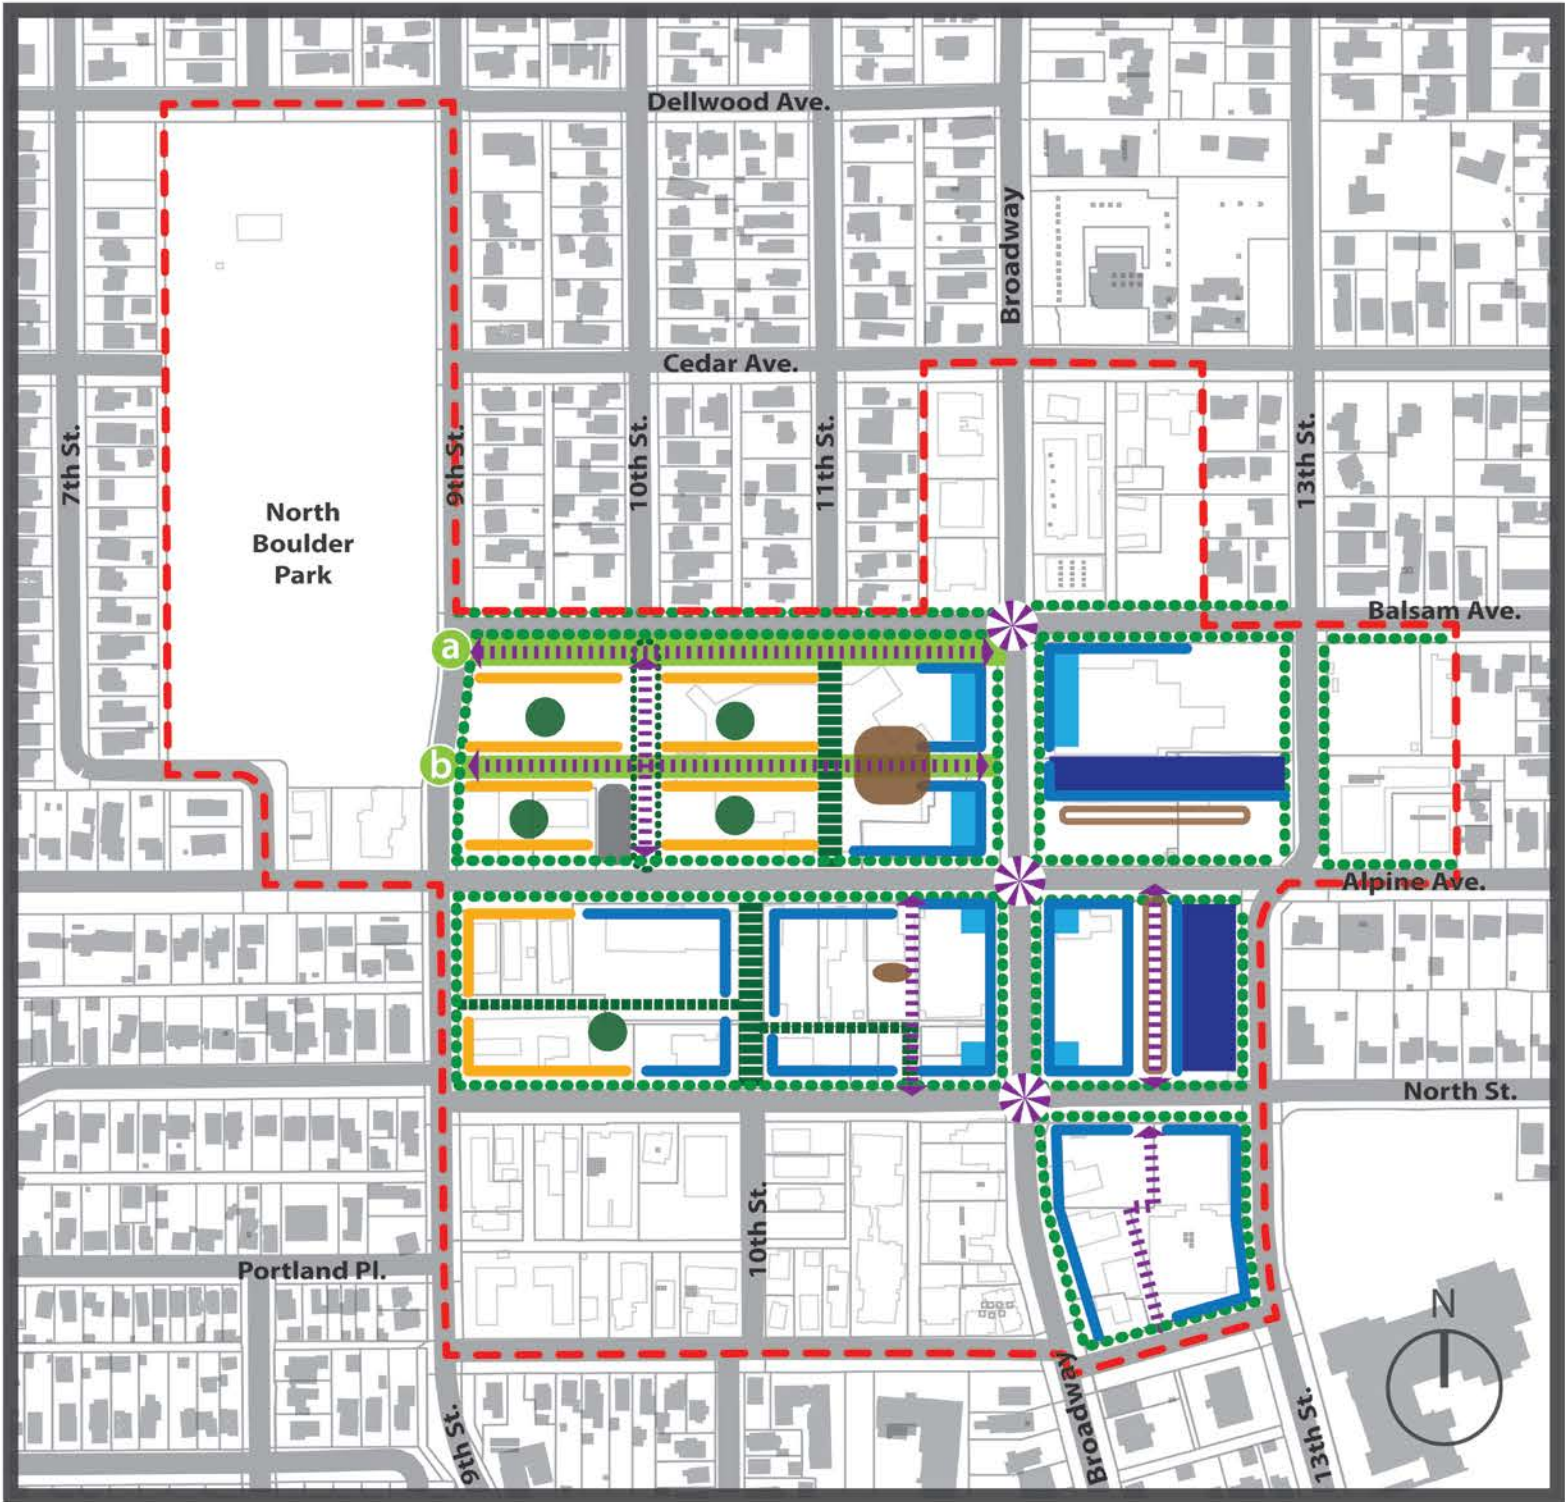 Dellwood Ave.
Broadway
Cedar Ave.
7th St.
9th St.
10th St.
11th St.
13th St.
North
Boulder
Park
Balsam Ave.
a
b
Alpine Ave.
North St.
10th St.
Portland Pl.
N
9th St.
Broadway
13th St.